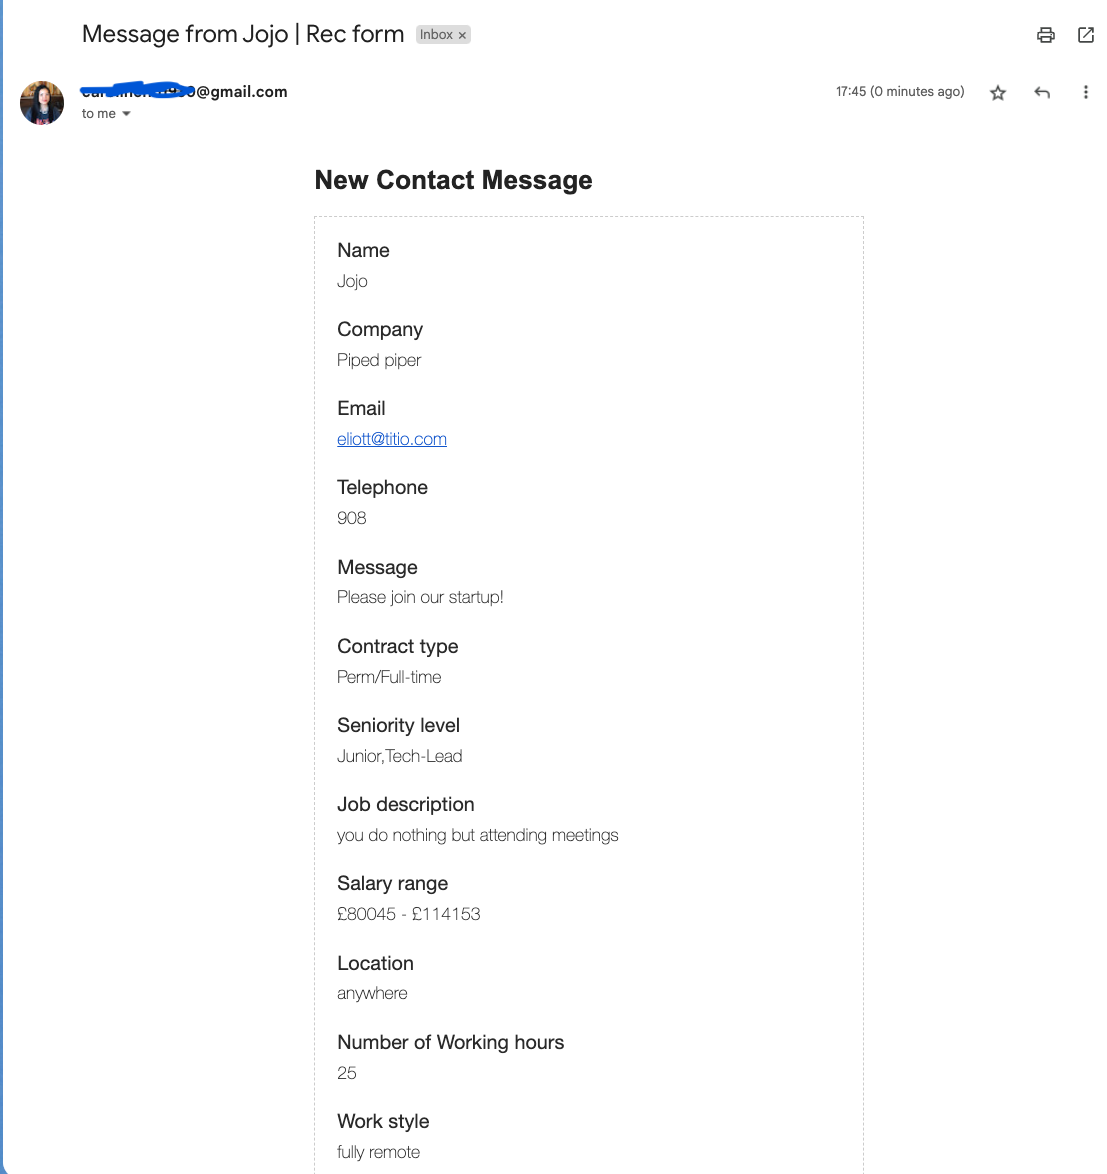 Message from Jojo | Rec form
Inbox ×
@gmail.com
17:45 (0 minutes ago)
to me
New Contact Message
Name
Jojo
Company
Piped piper
Email
eliott@titio.com
Telephone
908
Message
Please join our startup!
Contract type
Perm/Full-time
Seniority level
Junior,Tech-Lead
Job description
you do nothing but attending meetings
Salary range
£80045 - £114153
Location
anywhere
Number of Working hours
25
Work style
fully remote